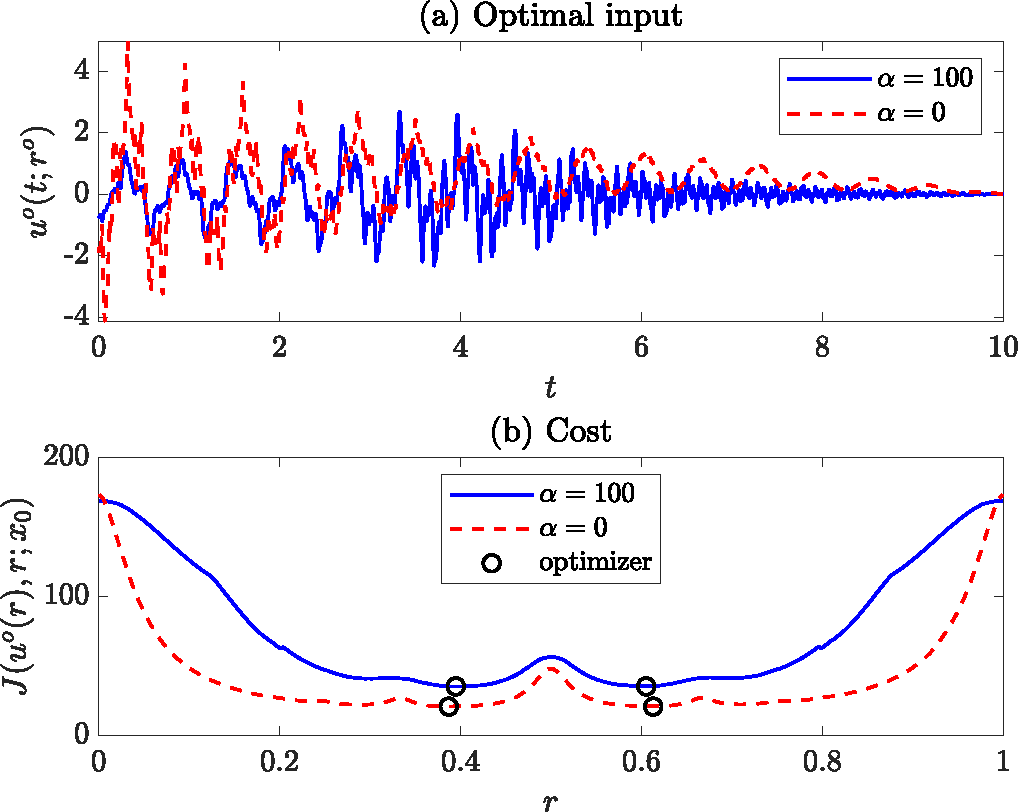 (a) Optimal input
u^o(t; r^o)
4
2
0
-2
-4
α = 100
α = 0
0 2 4 6 8 10
t
(b) Cost
J(u^o(r), r; x_0)
200
100
0
α = 100
α = 0
optimizer
0 0.2 0.4 0.6 0.8 1
r